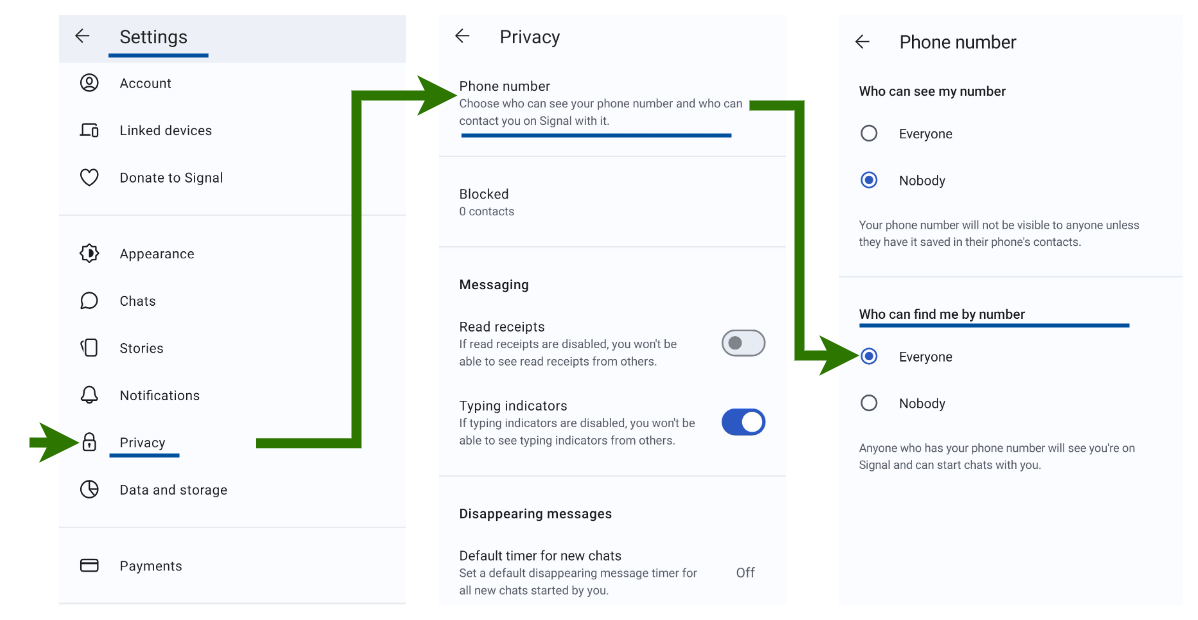 Settings
Account
Linked devices
Donate to Signal
Appearance
Chats
Stories
Notifications
Privacy
Data and storage
Payments
Privacy
Phone number
Choose who can see your phone number and who can
contact you on Signal with it.
Blocked
0 contacts
Messaging
Read receipts
If read receipts are disabled, you won't be
able to see read receipts from others.
Typing indicators
If typing indicators are disabled, you won't be
able to see typing indicators from others.
Disappearing messages
Default timer for new chats
Set a default disappearing message timer for
all new chats started by you.
Off
Phone number
Who can see my number
Everyone
Nobody
Your phone number will not be visible to anyone unless
they have it saved in their phone's contacts.
Who can find me by number
Everyone
Nobody
Anyone who has your phone number will see you're on
Signal and can start chats with you.